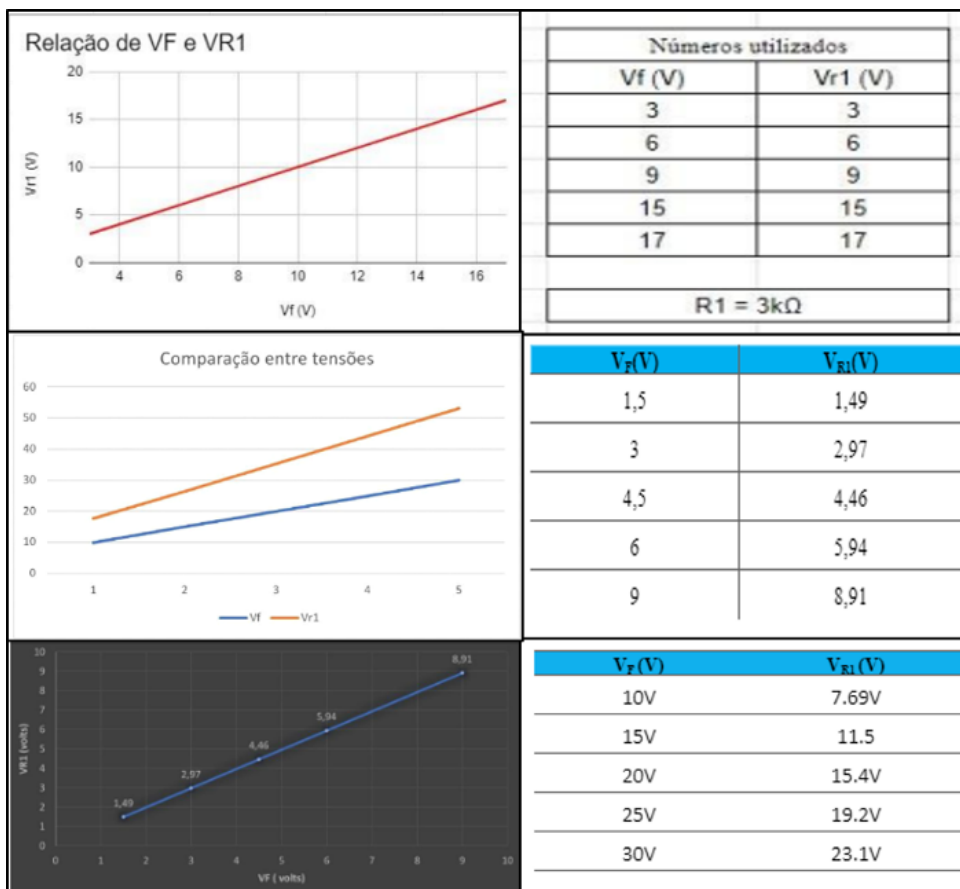 Relação de VF e VR1
20
15
10
5
0
Vr1 (V)
4 6 8 10 12 14 16
Vf (V)
Números utilizados
Vf (V) Vr1 (V)
3 3
6 6
9 9
15 15
17 17
R1 = 3kΩ
Comparação entre tensões
60
50
40
30
20
10
0
1 2 3 4 5
Vf Vr1
V_F(V) V_R1(V)
1,5 1,49
3 2,97
4,5 4,46
6 5,94
9 8,91
10
9
8
7
6
5
4
3
2
1
0
VR1 (volts)
1,49
2,97
4,46
5,94
8,91
0 1 2 3 4 5 6 7 8 9 10
VF ( volts)
V_F (V) V_R1 (V)
10V 7.69V
15V 11.5
20V 15.4V
25V 19.2V
30V 23.1V